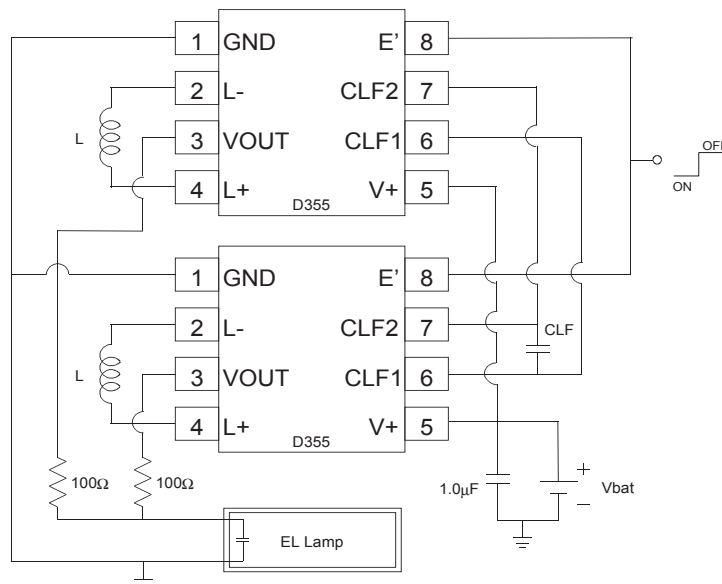 1 GND E' 8
2 L- CLF2 7
L
3 VOUT CLF1 6
OFF
ON
4 L+ V+ 5
D355
1 GND E' 8
2 L- CLF2 7
CLF
L
3 VOUT CLF1 6
4 L+ V+ 5
D355
100Ω 100Ω 1.0µF + Vbat
−
EL Lamp